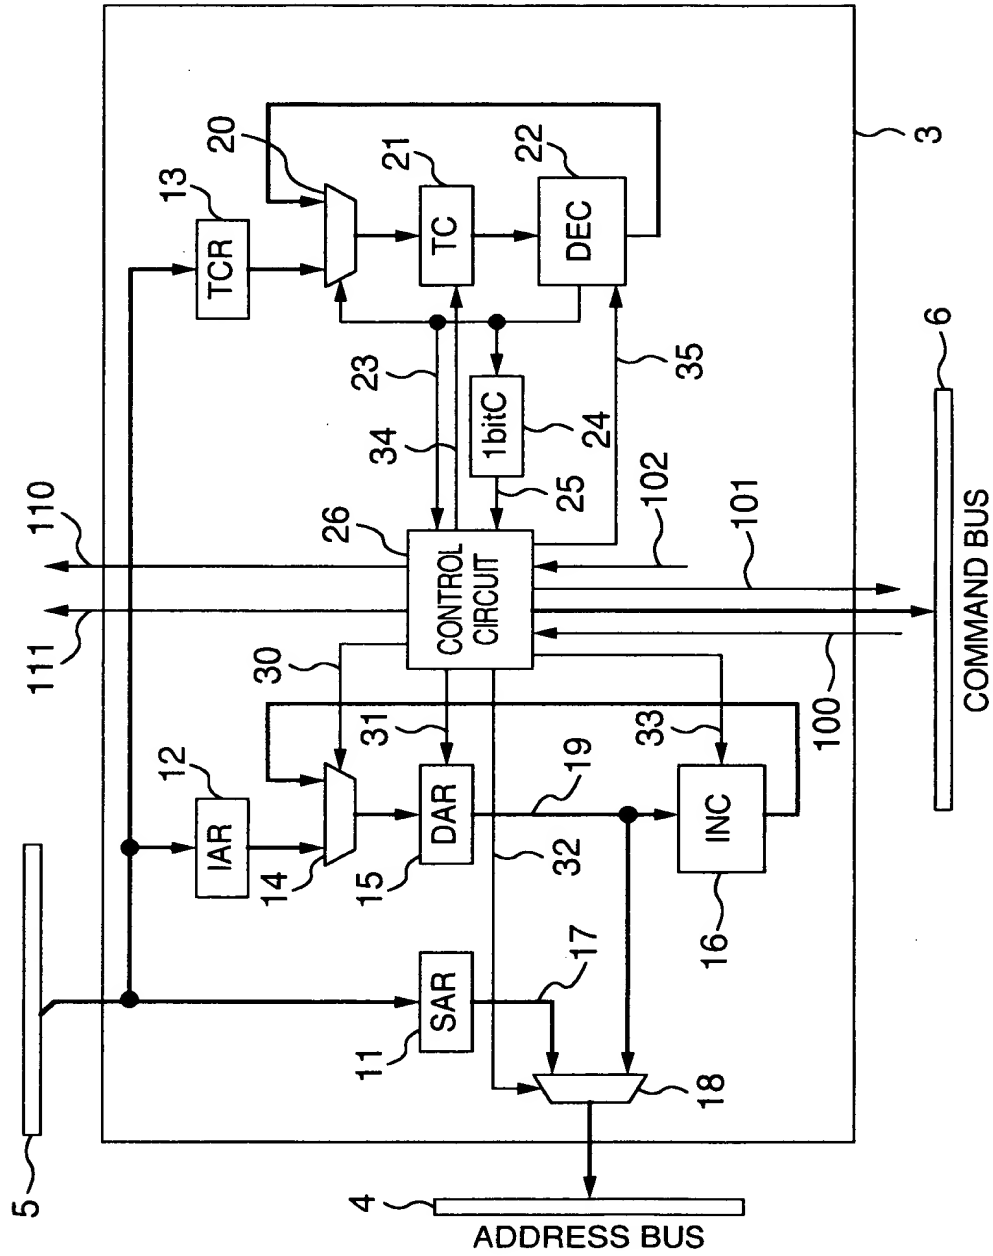 110
111
26
20
13
TCR
21
TC
22
DEC
23
34
1bitC
24
25
35
102
101
3
6
COMMAND BUS
CONTROL
CIRCUIT
30
31
12
IAR
14
15
DAR
19
32
33
INC
16
100
17
SAR
11
18
5
4
ADDRESS BUS